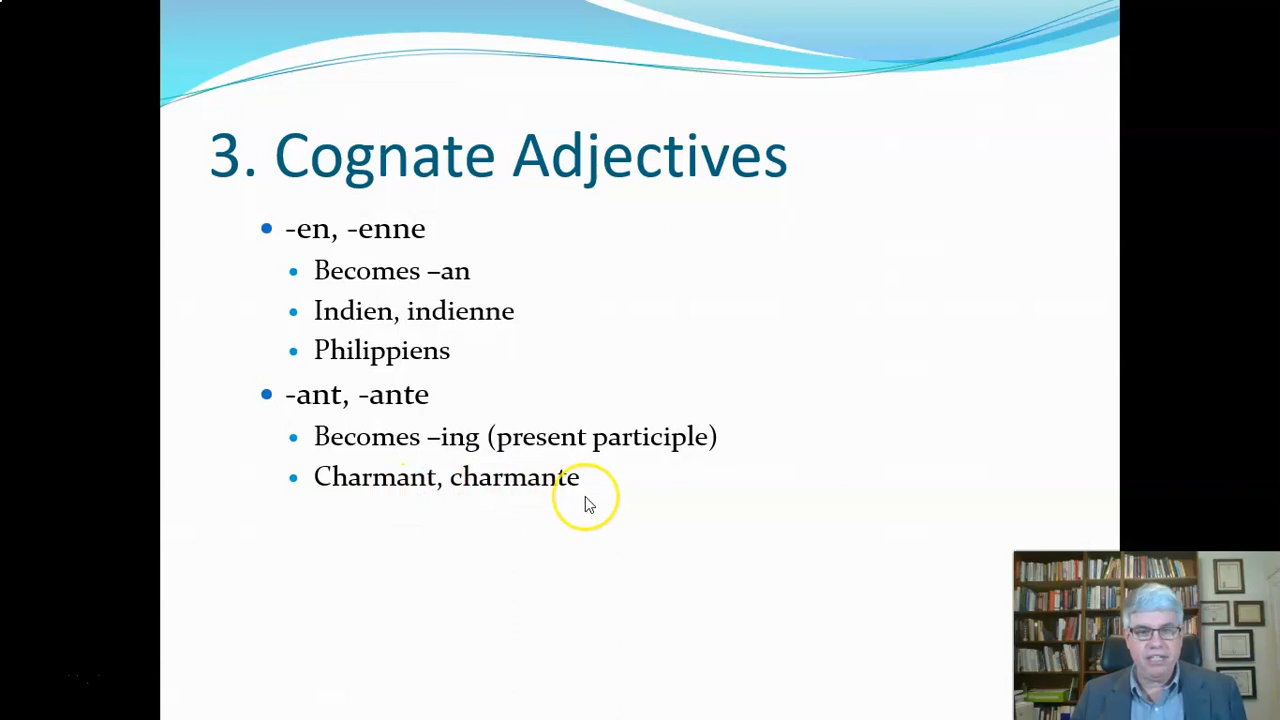 3. Cognate Adjectives
-en, -enne
Becomes –an
Indien, indienne
Philippiens
-ant, -ante
Becomes –ing (present participle)
Charmant, charmante